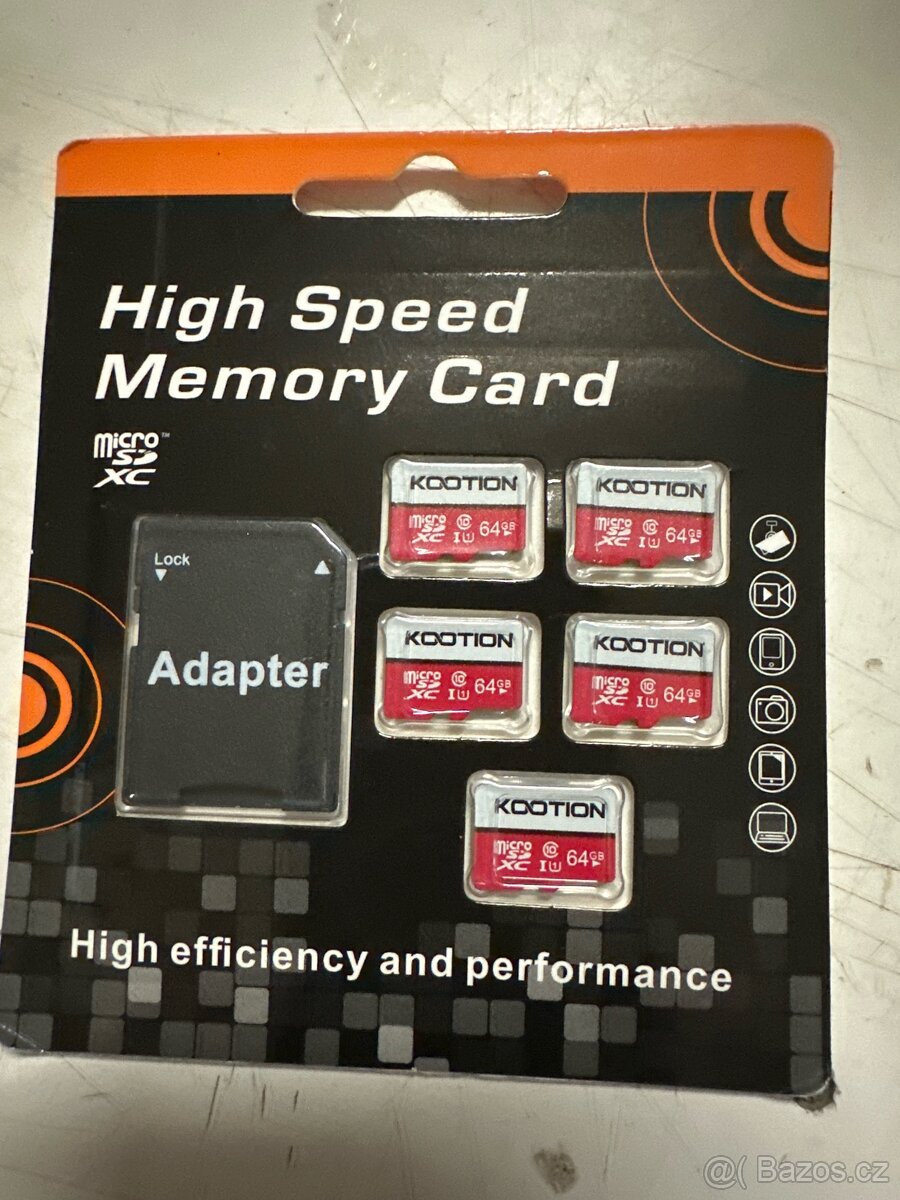 High Speed
Memory Card
micro SD XC™
Lock
Adapter
KOOTION
micro SD XC 10 I U1 64GB
KOOTION
micro SD XC 10 I U1 64GB
KOOTION
micro SD XC 10 I U1 64GB
KOOTION
micro SD XC 10 I U1 64GB
KOOTION
micro SD XC 10 I U1 64GB
High efficiency and performance
@( Bazos.cz